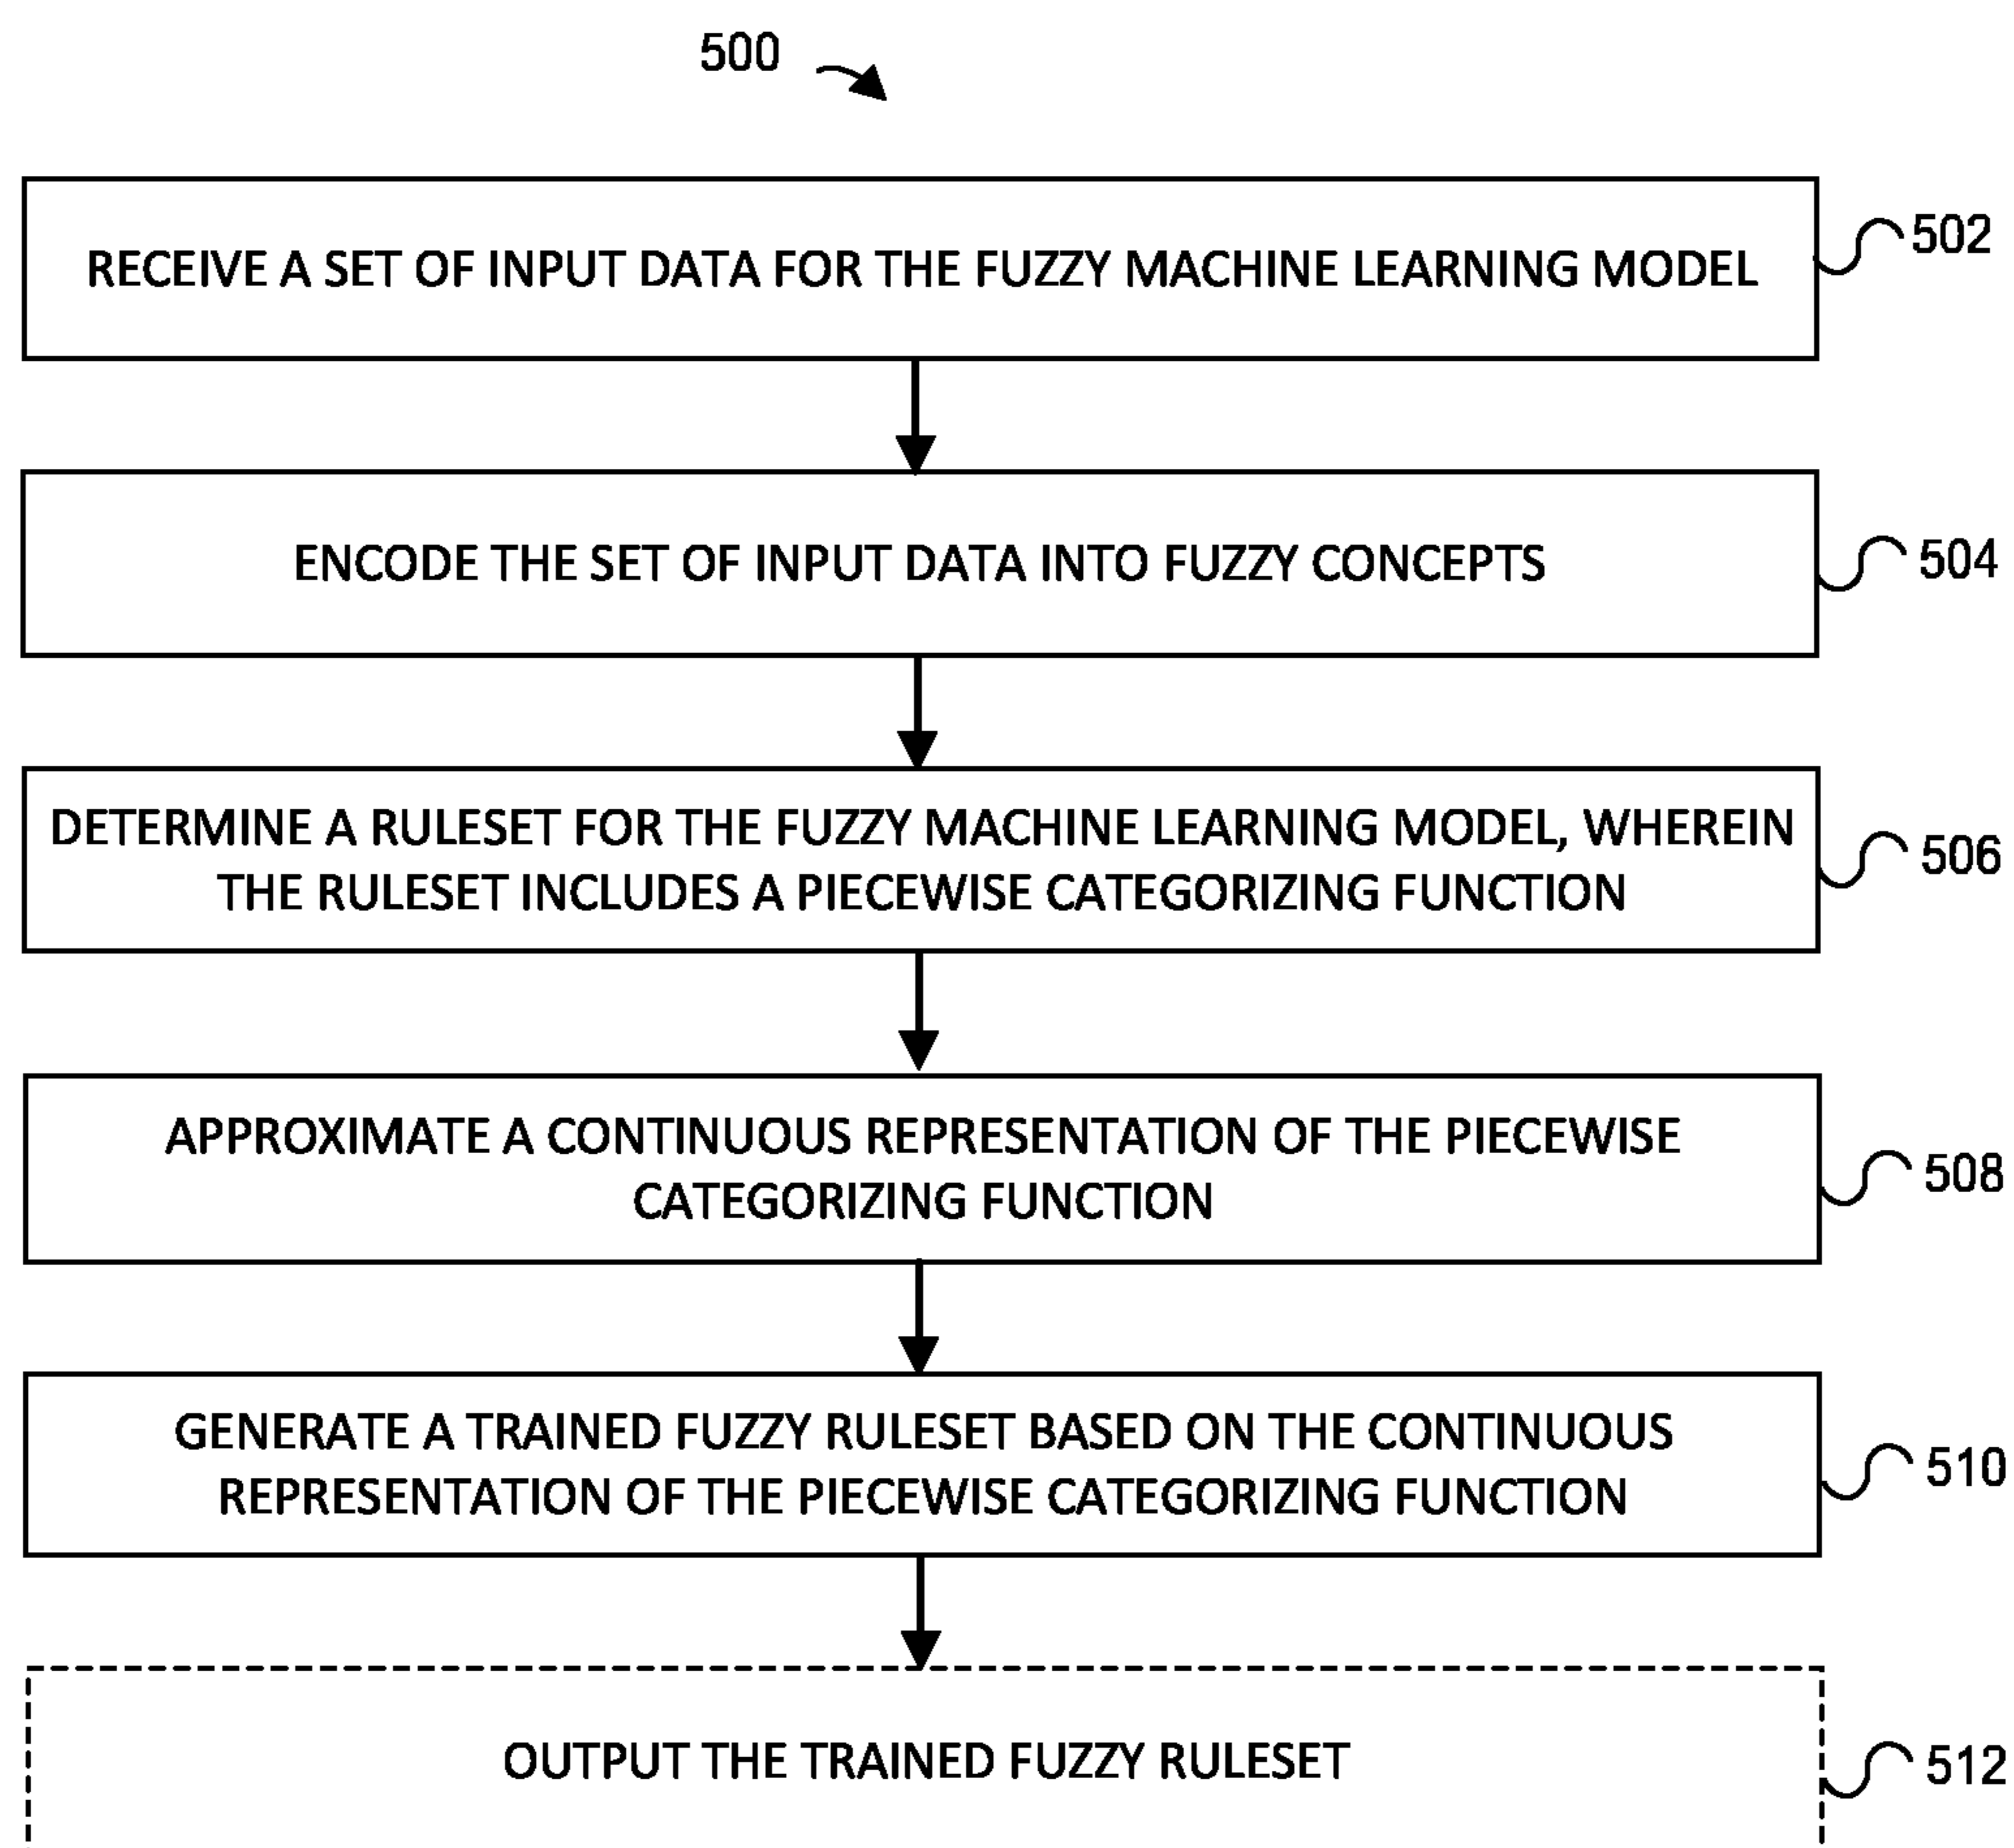 500
RECEIVE A SET OF INPUT DATA FOR THE FUZZY MACHINE LEARNING MODEL
502
ENCODE THE SET OF INPUT DATA INTO FUZZY CONCEPTS
504
DETERMINE A RULESET FOR THE FUZZY MACHINE LEARNING MODEL, WHEREIN
THE RULESET INCLUDES A PIECEWISE CATEGORIZING FUNCTION
506
APPROXIMATE A CONTINUOUS REPRESENTATION OF THE PIECEWISE
CATEGORIZING FUNCTION
508
GENERATE A TRAINED FUZZY RULESET BASED ON THE CONTINUOUS
REPRESENTATION OF THE PIECEWISE CATEGORIZING FUNCTION
510
OUTPUT THE TRAINED FUZZY RULESET
512